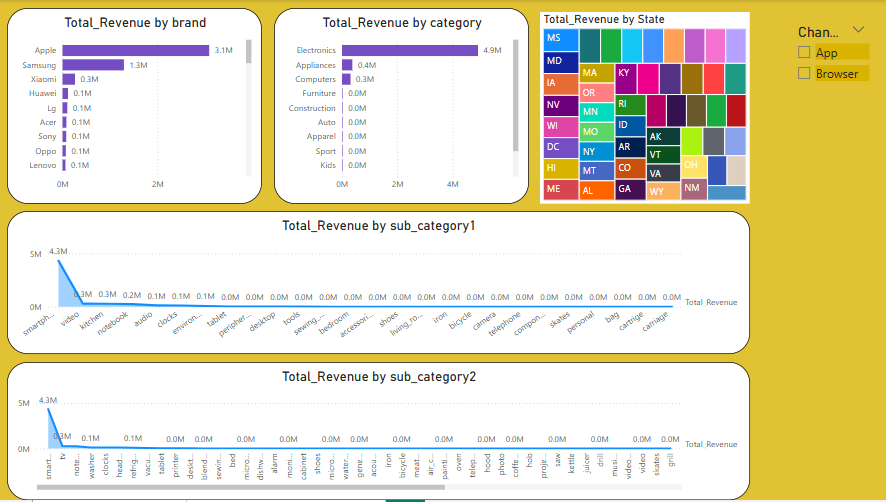 Total_Revenue by brand
Apple 3.1M
Samsung 1.3M
Xiaomi 0.3M
Huawei 0.1M
Lg 0.1M
Acer 0.1M
Sony 0.1M
Oppo 0.1M
Lenovo 0.1M
0M 2M
Total_Revenue by category
Electronics 4.9M
Appliances 0.4M
Computers 0.3M
Furniture 0.0M
Construction 0.0M
Auto 0.0M
Apparel 0.0M
Sport 0.0M
Kids 0.0M
0M 2M 4M
Total_Revenue by State
MS
MD
IA
NV
WI
DC
HI
ME
MA
OR
MN
MO
NY
MT
AL
KY
RI
ID
AR
CO
GA
AK
VT
VA
WY
OH
NM
Chan...
App
Browser
Total_Revenue by sub_category1
5M
0M
4.3M 0.3M 0.3M 0.2M 0.1M 0.1M 0.1M 0.0M 0.0M 0.0M 0.0M 0.0M 0.0M 0.0M 0.0M 0.0M 0.0M 0.0M 0.0M 0.0M 0.0M 0.0M 0.0M 0.0M 0.0M 0.0M
smartph... video kitchen notebook audio clocks environ... tablet peripher... desktop tools sewing_... bedroom accessori... shoes living_ro... iron bicycle camera telephone compon... skates personal bag cartrige carriage
Total_Revenue
Total_Revenue by sub_category2
5M
0M
4.3M 0.3M 0.1M 0.1M 0.0M 0.0M 0.0M 0.0M 0.0M 0.0M 0.0M 0.0M 0.0M 0.0M 0.0M
smart... tv note... washer clocks head... refrig... vacu... tablet printer deskt... blend... sewin... bed micro... dishw... alarm moni... cabinet shoes micro... water... gene... acou... iron bicycle meat... air_c... paints oven telep... hood photo coffe... hob proje... saw kettle juicer drill musi... video... video skates grill
Total_Revenue